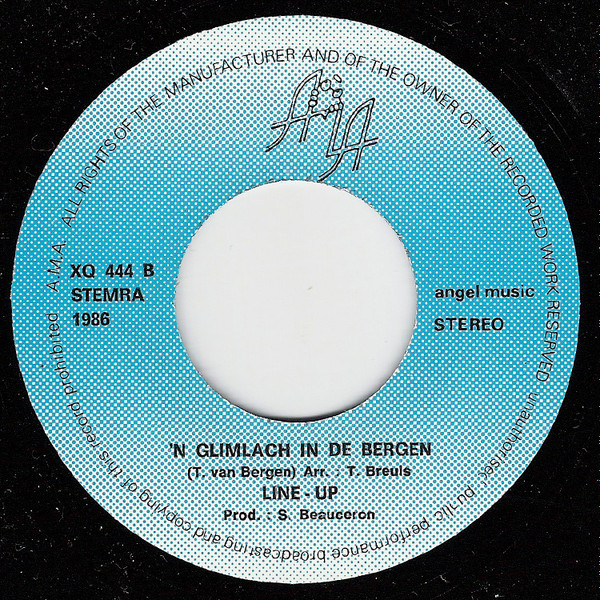 A.M.A. ALL RIGHTS OF THE MANUFACTURER AND OF THE OWNER OF THE RECORDED WORK RESERVED
unauthorised public performance broadcasting and copying of this record prohibited
XQ 444 B
STEMRA
1986
angel music
STEREO
'N GLIMLACH IN DE BERGEN
(T. van Bergen) Arr. : T. Breuls
LINE - UP
Prod. : S. Beauceron